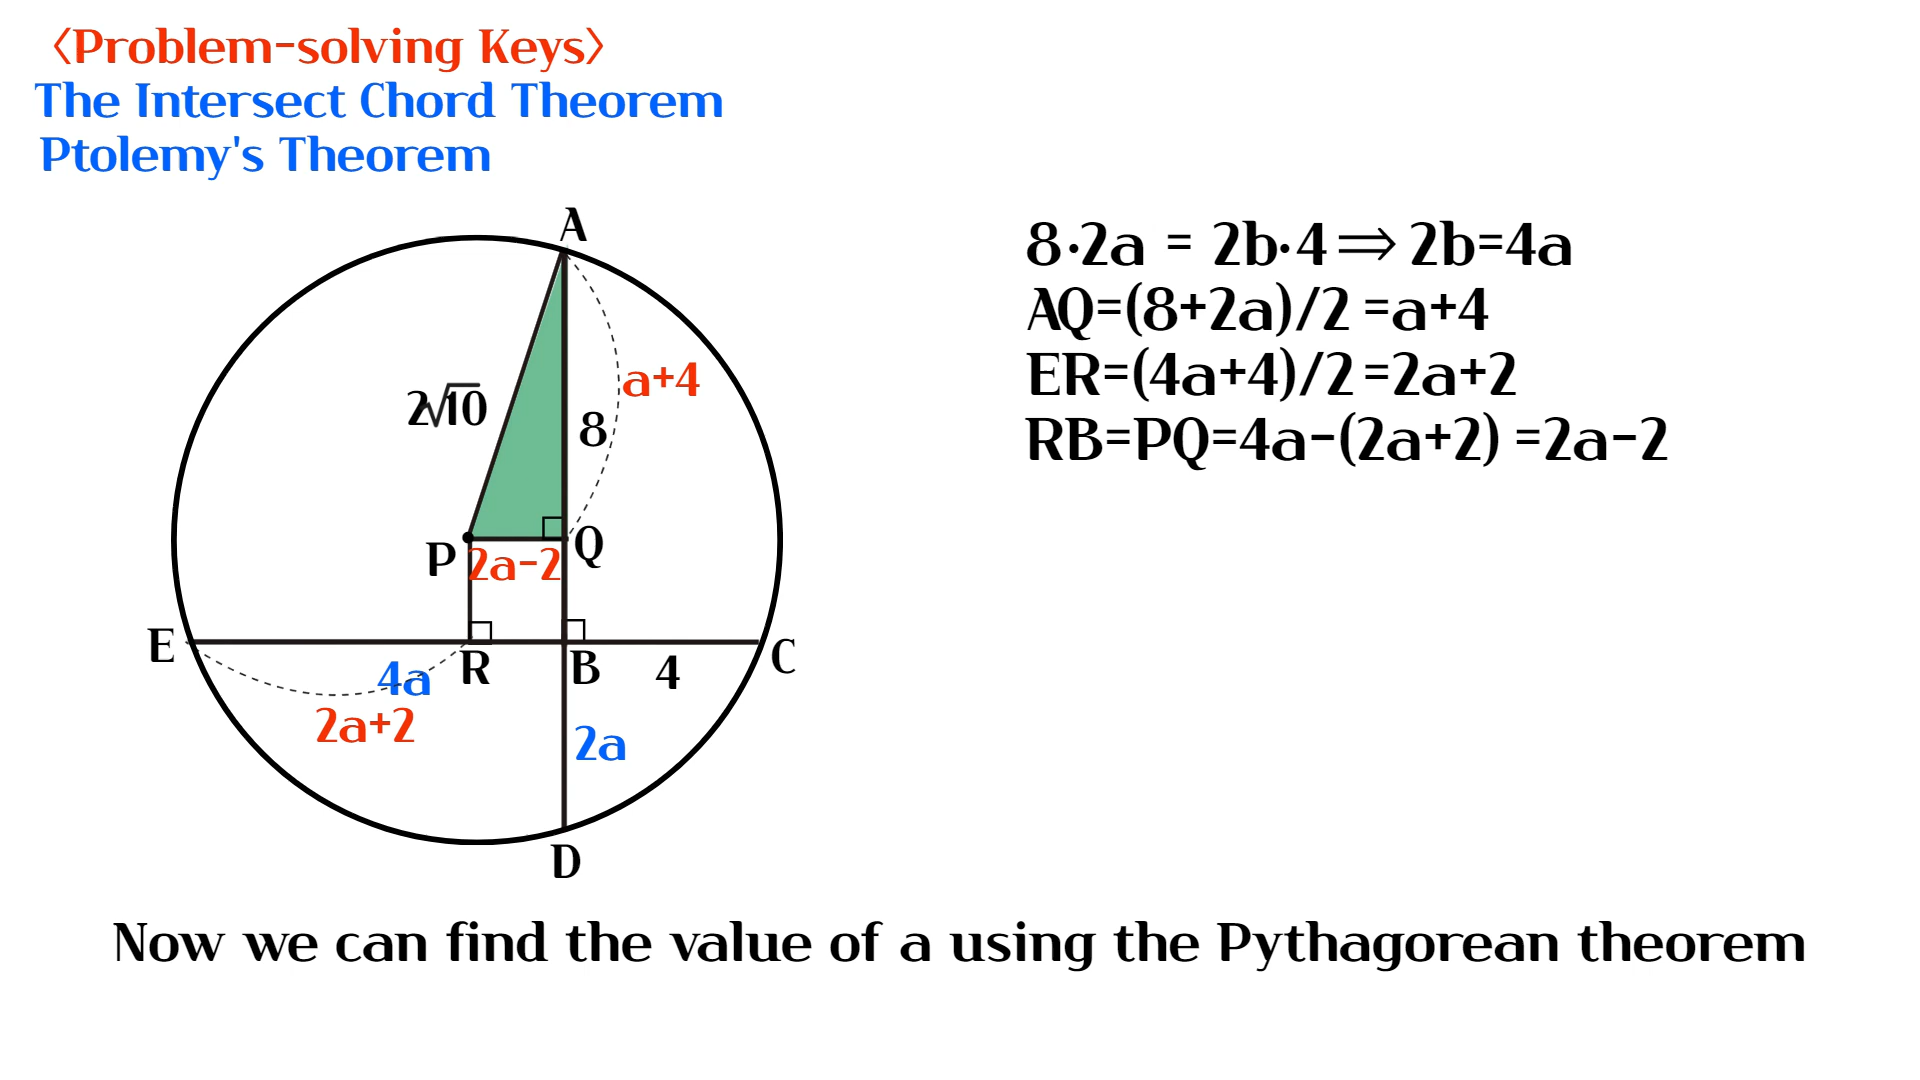 〈Problem-solving Keys〉
The Intersect Chord Theorem
Ptolemy's Theorem
A
8·2a = 2b·4⇒2b=4a
AQ=(8+2a)/2 =a+4
ER=(4a+4)/2 =2a+2
RB=PQ=4a-(2a+2) =2a-2
a+4
2√10
8
P
2a-2
Q
E
R
B
C
4a
4
2a+2
2a
D
Now we can find the value of a using the Pythagorean theorem